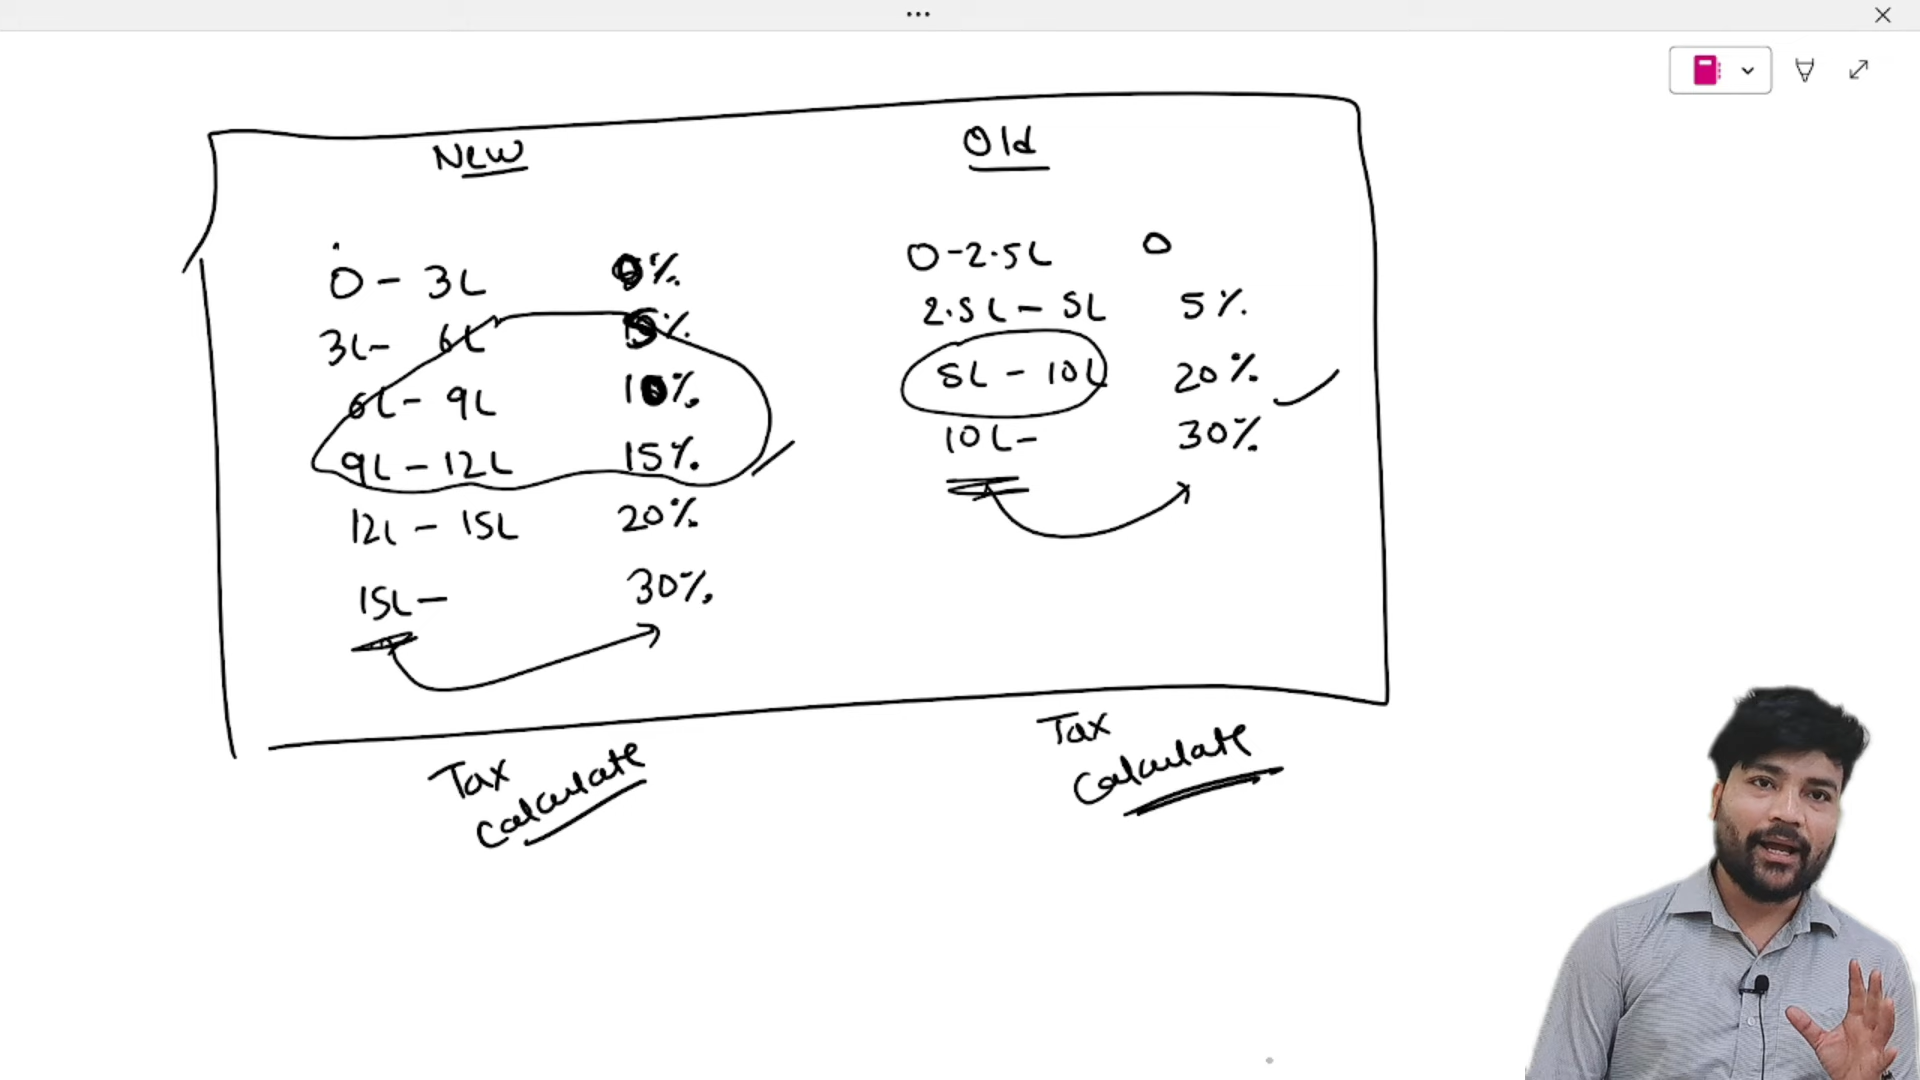 New
0 - 3L 0%
3L- 6L 5%
6L- 9L 10%
9L - 12L 15%
12L - 15L 20%
15L - 30%
Tax
Calculate
Old
0-2.5L 0
2.5L - 5L 5%
5L - 10L 20%
10L- 30%
Tax
Calculate